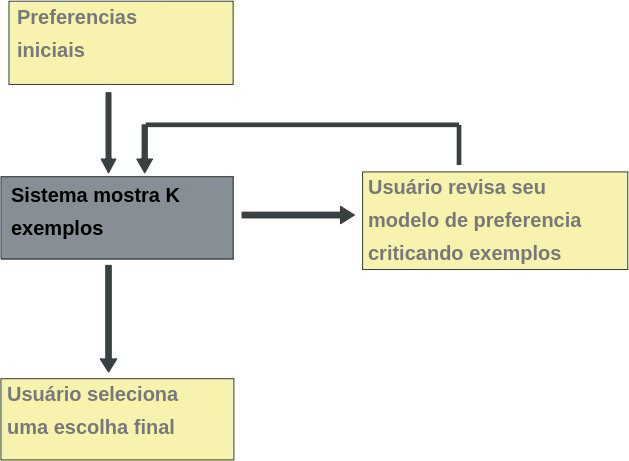 Preferencias
iniciais
Sistema mostra K
exemplos
Usuário revisa seu
modelo de preferencia
criticando exemplos
Usuário seleciona
uma escolha final